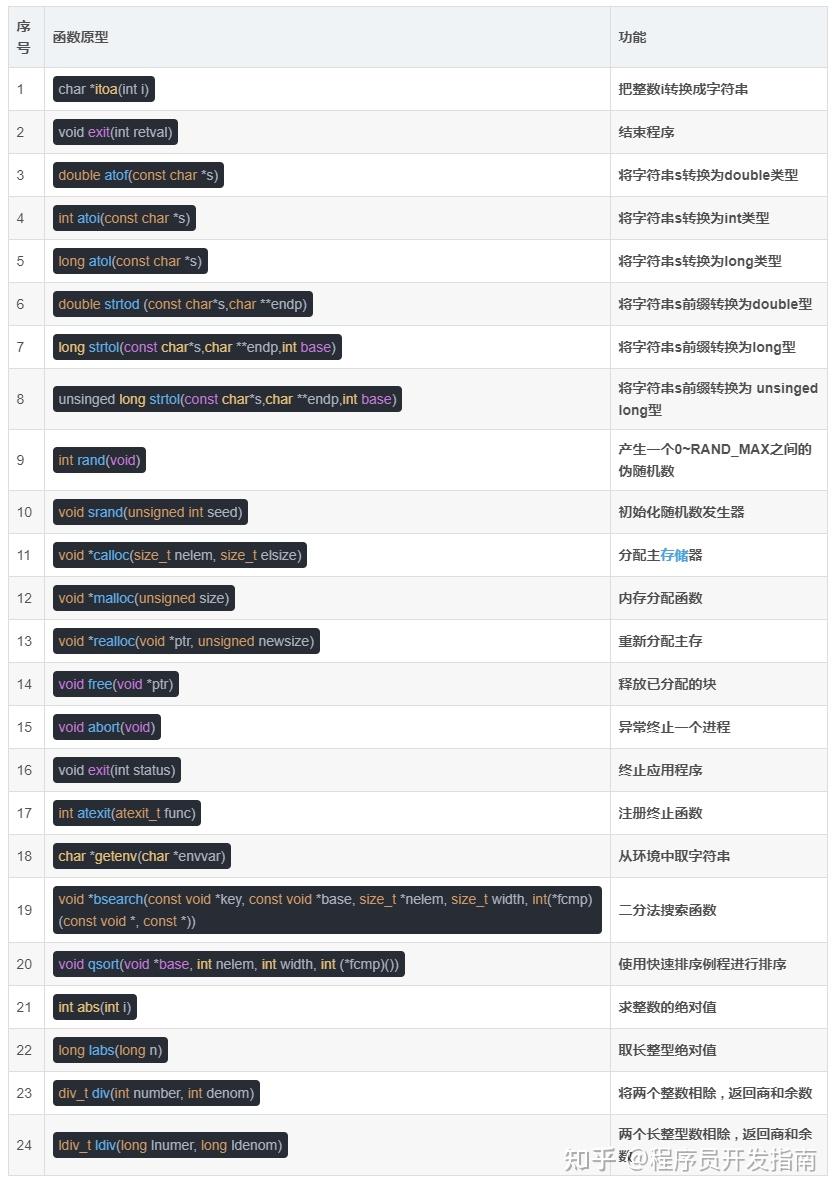 序
号
函数原型
功能
1
char *itoa(int i)
把整数i转换成字符串
2
void exit(int retval)
结束程序
3
double atof(const char *s)
将字符串s转换为double类型
4
int atoi(const char *s)
将字符串s转换为int类型
5
long atol(const char *s)
将字符串s转换为long类型
6
double strtod (const char*s,char **endp)
将字符串s前缀转换为double型
7
long strtol(const char*s,char **endp,int base)
将字符串s前缀转换为long型
8
unsinged long strtol(const char*s,char **endp,int base)
将字符串s前缀转换为 unsinged
long型
9
int rand(void)
产生一个0~RAND_MAX之间的
伪随机数
10
void srand(unsigned int seed)
初始化随机数发生器
11
void *calloc(size_t nelem, size_t elsize)
分配主存储器
12
void *malloc(unsigned size)
内存分配函数
13
void *realloc(void *ptr, unsigned newsize)
重新分配主存
14
void free(void *ptr)
释放已分配的块
15
void abort(void)
异常终止一个进程
16
void exit(int status)
终止应用程序
17
int atexit(atexit_t func)
注册终止函数
18
char *getenv(char *envvar)
从环境中取字符串
19
void *bsearch(const void *key, const void *base, size_t *nelem, size_t width, int(*fcmp)
(const void *, const *))
二分法搜索函数
20
void qsort(void *base, int nelem, int width, int (*fcmp)())
使用快速排序例程进行排序
21
int abs(int i)
求整数的绝对值
22
long labs(long n)
取长整型绝对值
23
div_t div(int number, int denom)
将两个整数相除，返回商和余数
24
ldiv_t ldiv(long lnumer, long ldenom)
两个长整型数相除，返回商和余
数
知乎 @程序员开发指南